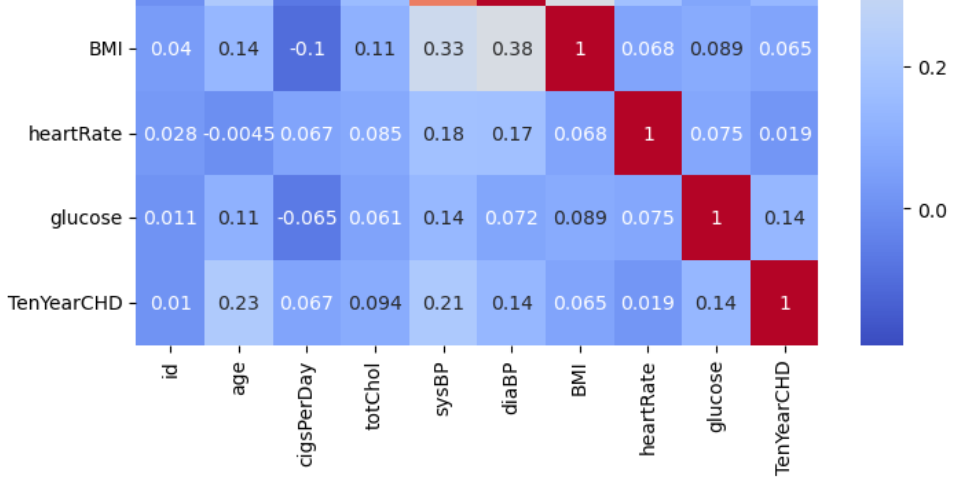 BMI 0.04 0.14 -0.1 0.11 0.33 0.38 1 0.068 0.089 0.065
0.2
heartRate 0.028 -0.0045 0.067 0.085 0.18 0.17 0.068 1 0.075 0.019
glucose 0.011 0.11 -0.065 0.061 0.14 0.072 0.089 0.075 1 0.14
0.0
TenYearCHD 0.01 0.23 0.067 0.094 0.21 0.14 0.065 0.019 0.14 1
id
age
cigsPerDay
totChol
sysBP
diaBP
BMI
heartRate
glucose
TenYearCHD